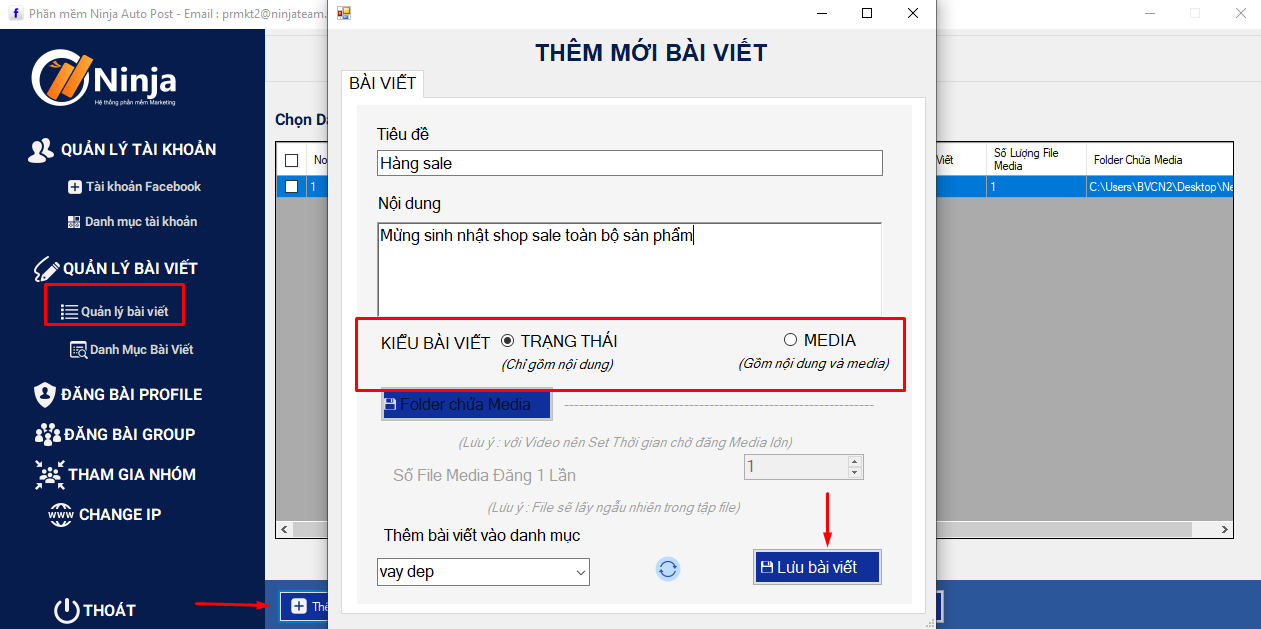 Phần mềm Ninja Auto Post - Email : prmkt2@ninjateam.
Ninja
Hệ thống phần mềm Marketing
QUẢN LÝ TÀI KHOẢN
Tài khoản Facebook
Danh mục tài khoản
QUẢN LÝ BÀI VIẾT
Quản lý bài viết
Danh Mục Bài Viết
ĐĂNG BÀI PROFILE
ĐĂNG BÀI GROUP
THAM GIA NHÓM
WWW CHANGE IP
THOÁT
Chọn
No
1
THÊM MỚI BÀI VIẾT
BÀI VIẾT
Tiêu đề
Hàng sale
Nội dung
Mừng sinh nhật shop sale toàn bộ sản phẩm
KIỂU BÀI VIẾT TRẠNG THÁI MEDIA
(Chỉ gồm nội dung) (Gồm nội dung và media)
Folder chứa Media
(Lưu ý : với Video nên Set Thời gian chờ đăng Media lớn)
Số File Media Đăng 1 Lần 1
(Lưu ý : File sẽ lấy ngẫu nhiên trong tập file)
Thêm bài viết vào danh mục
vay dep
Lưu bài viết
Viết Số Lượng File Media Folder Chứa Media
1 C:\Users\BVCN2\Desktop\Ne